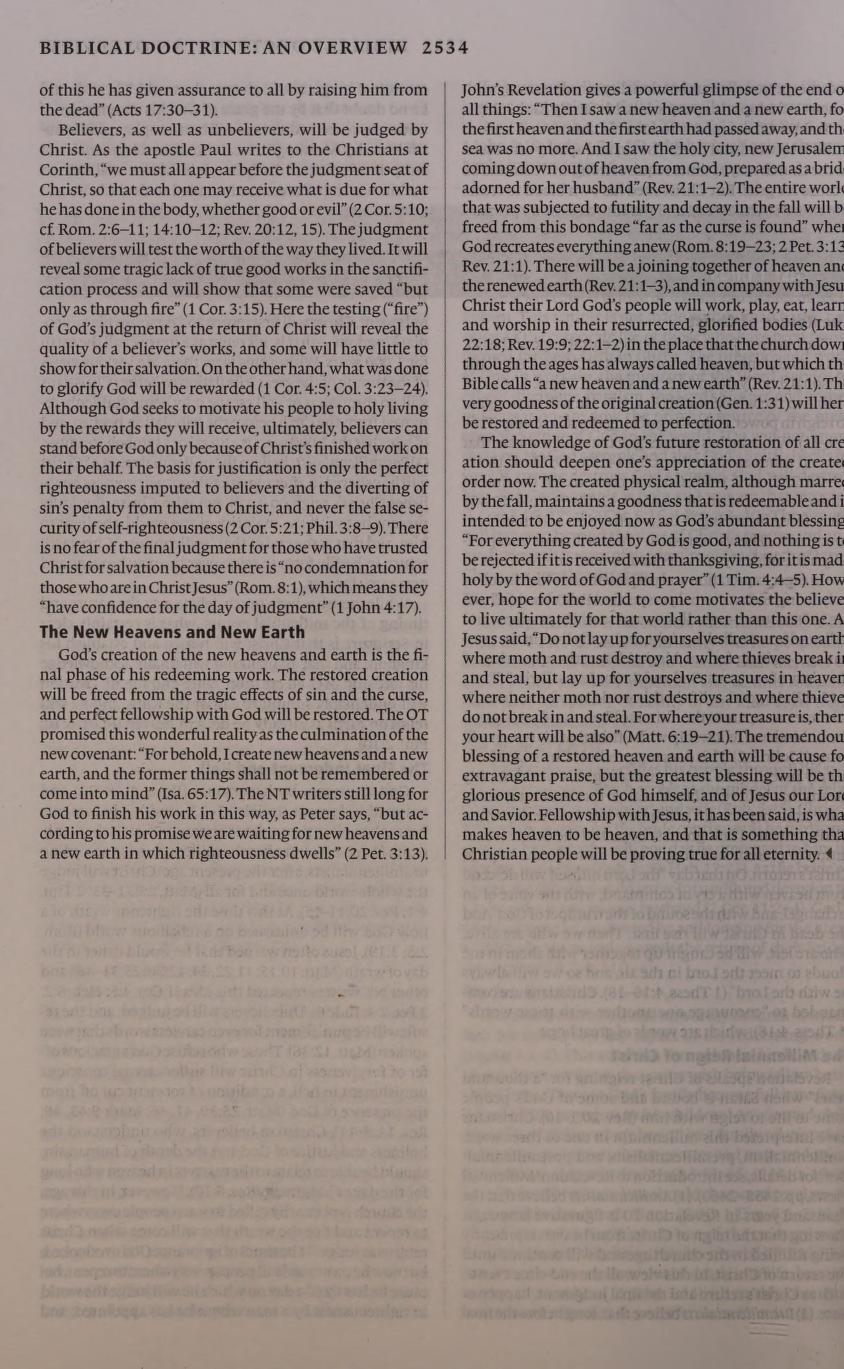 BIBLICAL DOCTRINE: AN OVERVIEW 2534
of this he has given assurance to all by raising him from
the dead” (Acts 17:30–31).
Believers, as well as unbelievers, will be judged by
Christ. As the apostle Paul writes to the Christians at
Corinth, “we must all appear before the judgment seat of
Christ, so that each one may receive what is due for what
he has done in the body, whether good or evil” (2 Cor. 5:10;
cf. Rom. 2:6–11; 14:10–12; Rev. 20:12, 15). The judgment
of believers will test the worth of the way they lived. It will
reveal some tragic lack of true good works in the sanctifi-
cation process and will show that some were saved “but
only as through fire” (1 Cor. 3:15). Here the testing (“fire”)
of God’s judgment at the return of Christ will reveal the
quality of a believer’s works, and some will have little to
show for their salvation. On the other hand, what was done
to glorify God will be rewarded (1 Cor. 4:5; Col. 3:23–24).
Although God seeks to motivate his people to holy living
by the rewards they will receive, ultimately, believers can
stand before God only because of Christ’s finished work on
their behalf. The basis for justification is only the perfect
righteousness imputed to believers and the diverting of
sin’s penalty from them to Christ, and never the false se-
curity of self-righteousness (2 Cor. 5:21; Phil. 3:8–9). There
is no fear of the final judgment for those who have trusted
Christ for salvation because there is “no condemnation for
those who are in Christ Jesus” (Rom. 8:1), which means they
“have confidence for the day of judgment” (1 John 4:17).
The New Heavens and New Earth
God’s creation of the new heavens and earth is the fi-
nal phase of his redeeming work. The restored creation
will be freed from the tragic effects of sin and the curse,
and perfect fellowship with God will be restored. The OT
promised this wonderful reality as the culmination of the
new covenant: “For behold, I create new heavens and a new
earth, and the former things shall not be remembered or
come into mind” (Isa. 65:17). The NT writers still long for
God to finish his work in this way, as Peter says, “but ac-
cording to his promise we are waiting for new heavens and
a new earth in which righteousness dwells” (2 Pet. 3:13).
John’s Revelation gives a powerful glimpse of the end o
all things: “Then I saw a new heaven and a new earth, fo
the first heaven and the first earth had passed away, and th
sea was no more. And I saw the holy city, new Jerusalem
coming down out of heaven from God, prepared as a brid
adorned for her husband” (Rev. 21:1–2). The entire worl
that was subjected to futility and decay in the fall will b
freed from this bondage “far as the curse is found” whe
God recreates everything anew (Rom. 8:19–23; 2 Pet. 3:13
Rev. 21:1). There will be a joining together of heaven an
the renewed earth (Rev. 21:1–3), and in company with Jesu
Christ their Lord God’s people will work, play, eat, learn
and worship in their resurrected, glorified bodies (Luk
22:18; Rev. 19:9; 22:1–2) in the place that the church dow
through the ages has always called heaven, but which th
Bible calls “a new heaven and a new earth” (Rev. 21:1). Th
very goodness of the original creation (Gen. 1:31) will her
be restored and redeemed to perfection.
The knowledge of God’s future restoration of all cre
ation should deepen one’s appreciation of the create
order now. The created physical realm, although marre
by the fall, maintains a goodness that is redeemable and i
intended to be enjoyed now as God’s abundant blessing
“For everything created by God is good, and nothing is t
be rejected if it is received with thanksgiving, for it is mad
holy by the word of God and prayer” (1 Tim. 4:4–5). How
ever, hope for the world to come motivates the believe
to live ultimately for that world rather than this one. A
Jesus said, “Do not lay up for yourselves treasures on earth
where moth and rust destroy and where thieves break i
and steal, but lay up for yourselves treasures in heaven
where neither moth nor rust destroys and where thieve
do not break in and steal. For where your treasure is, ther
your heart will be also” (Matt. 6:19–21). The tremendou
blessing of a restored heaven and earth will be cause fo
extravagant praise, but the greatest blessing will be th
glorious presence of God himself, and of Jesus our Lor
and Savior. Fellowship with Jesus, it has been said, is wha
makes heaven to be heaven, and that is something tha
Christian people will be proving true for all eternity.